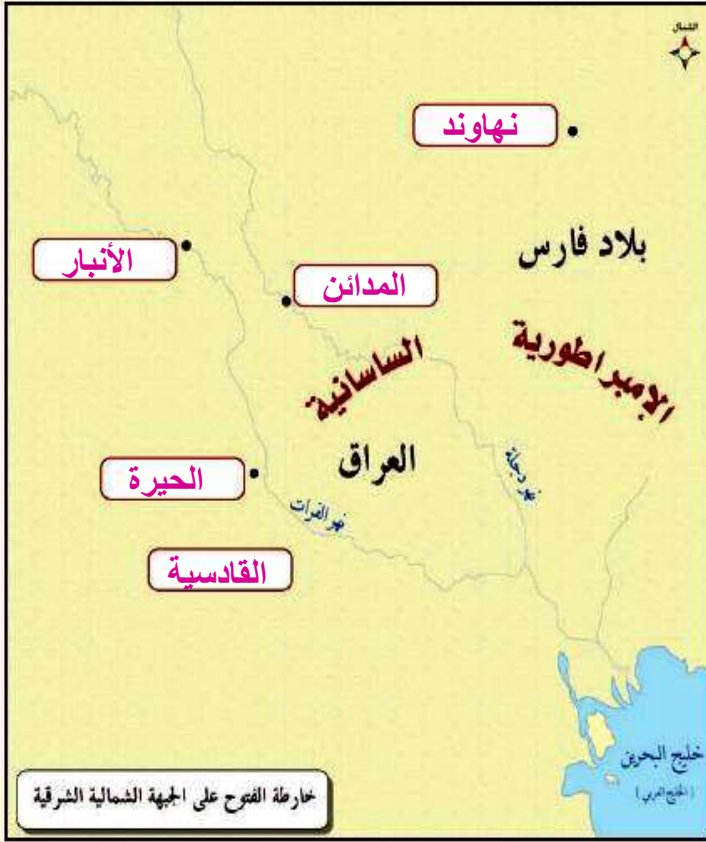 الشمال
نهاوند
بلاد فارس
الأنبار
المدائن
الإمبراطورية
الساسانية
العراق
الحيرة
نهر دجلة
نهر الفرات
القادسية
خليج البحرين
( الخليج العربي )
خارطة الفتوح على الجبهة الشمالية الشرقية